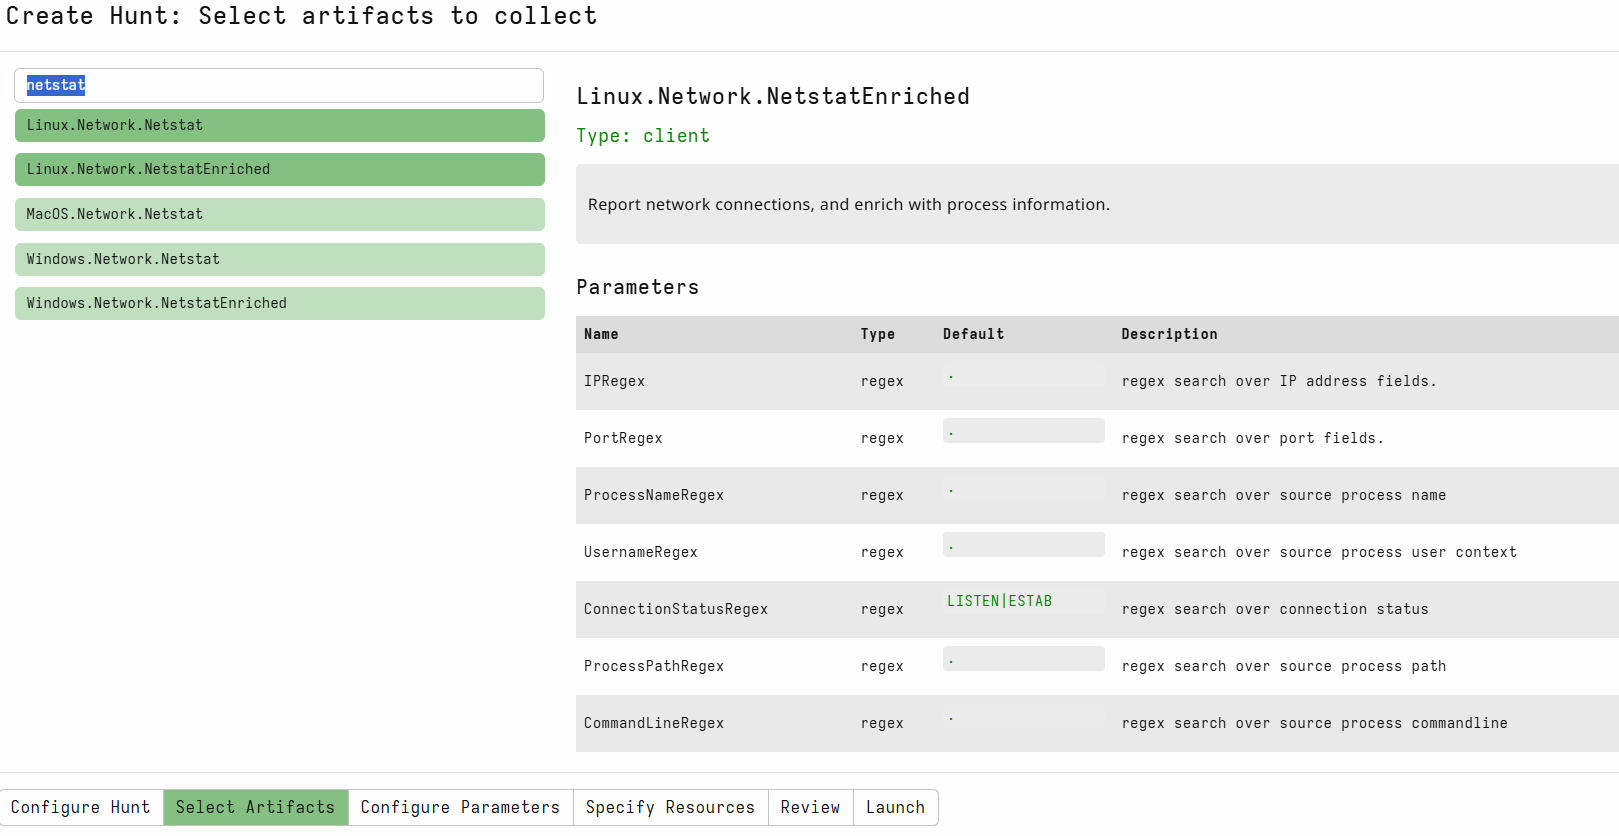 Create Hunt: Select artifacts to collect
netstat
Linux.Network.Netstat
Linux.Network.NetstatEnriched
MacOS.Network.Netstat
Windows.Network.Netstat
Windows.Network.NetstatEnriched
Linux.Network.NetstatEnriched
Type: client
Report network connections, and enrich with process information.
Parameters
Name Type Default Description
IPRegex regex . regex search over IP address fields.
PortRegex regex . regex search over port fields.
ProcessNameRegex regex . regex search over source process name
UsernameRegex regex . regex search over source process user context
ConnectionStatusRegex regex LISTEN|ESTAB regex search over connection status
ProcessPathRegex regex . regex search over source process path
CommandLineRegex regex . regex search over source process commandline
Configure Hunt Select Artifacts Configure Parameters Specify Resources Review Launch